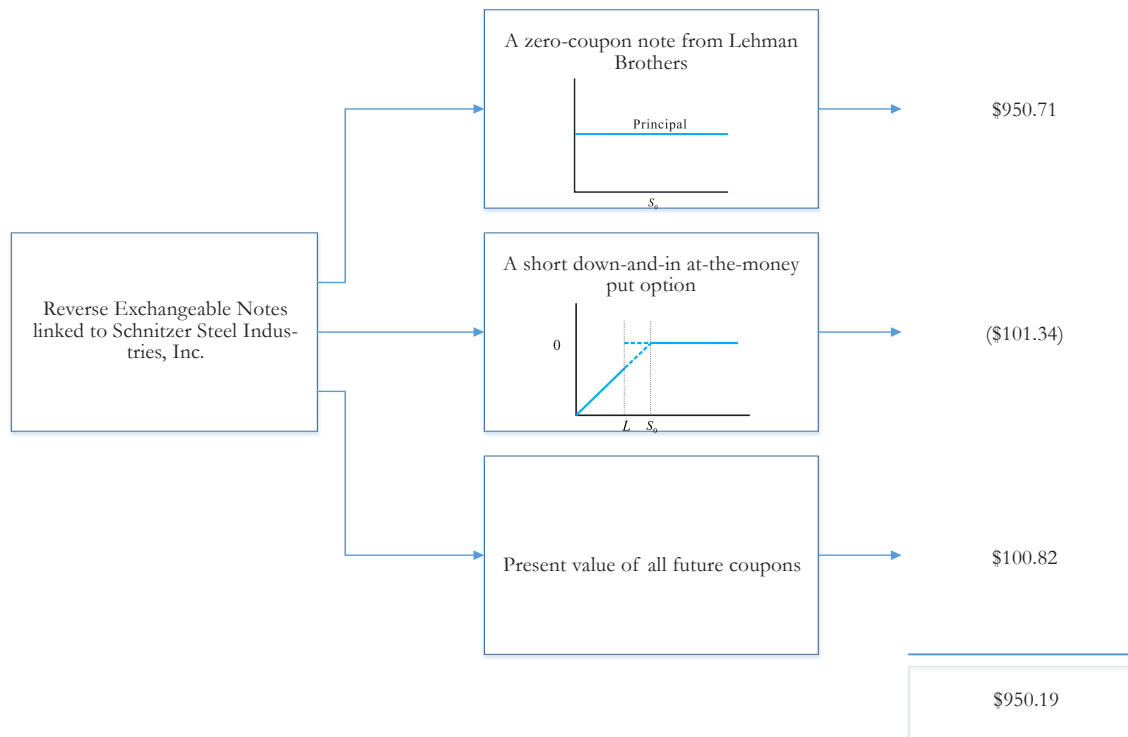 A zero-coupon note from Lehman
Brothers
Principal
S₀
$950.71
Reverse Exchangeable Notes
linked to Schnitzer Steel Indus-
tries, Inc.
A short down-and-in at-the-money
put option
0
L S₀
($101.34)
Present value of all future coupons
$100.82
$950.19